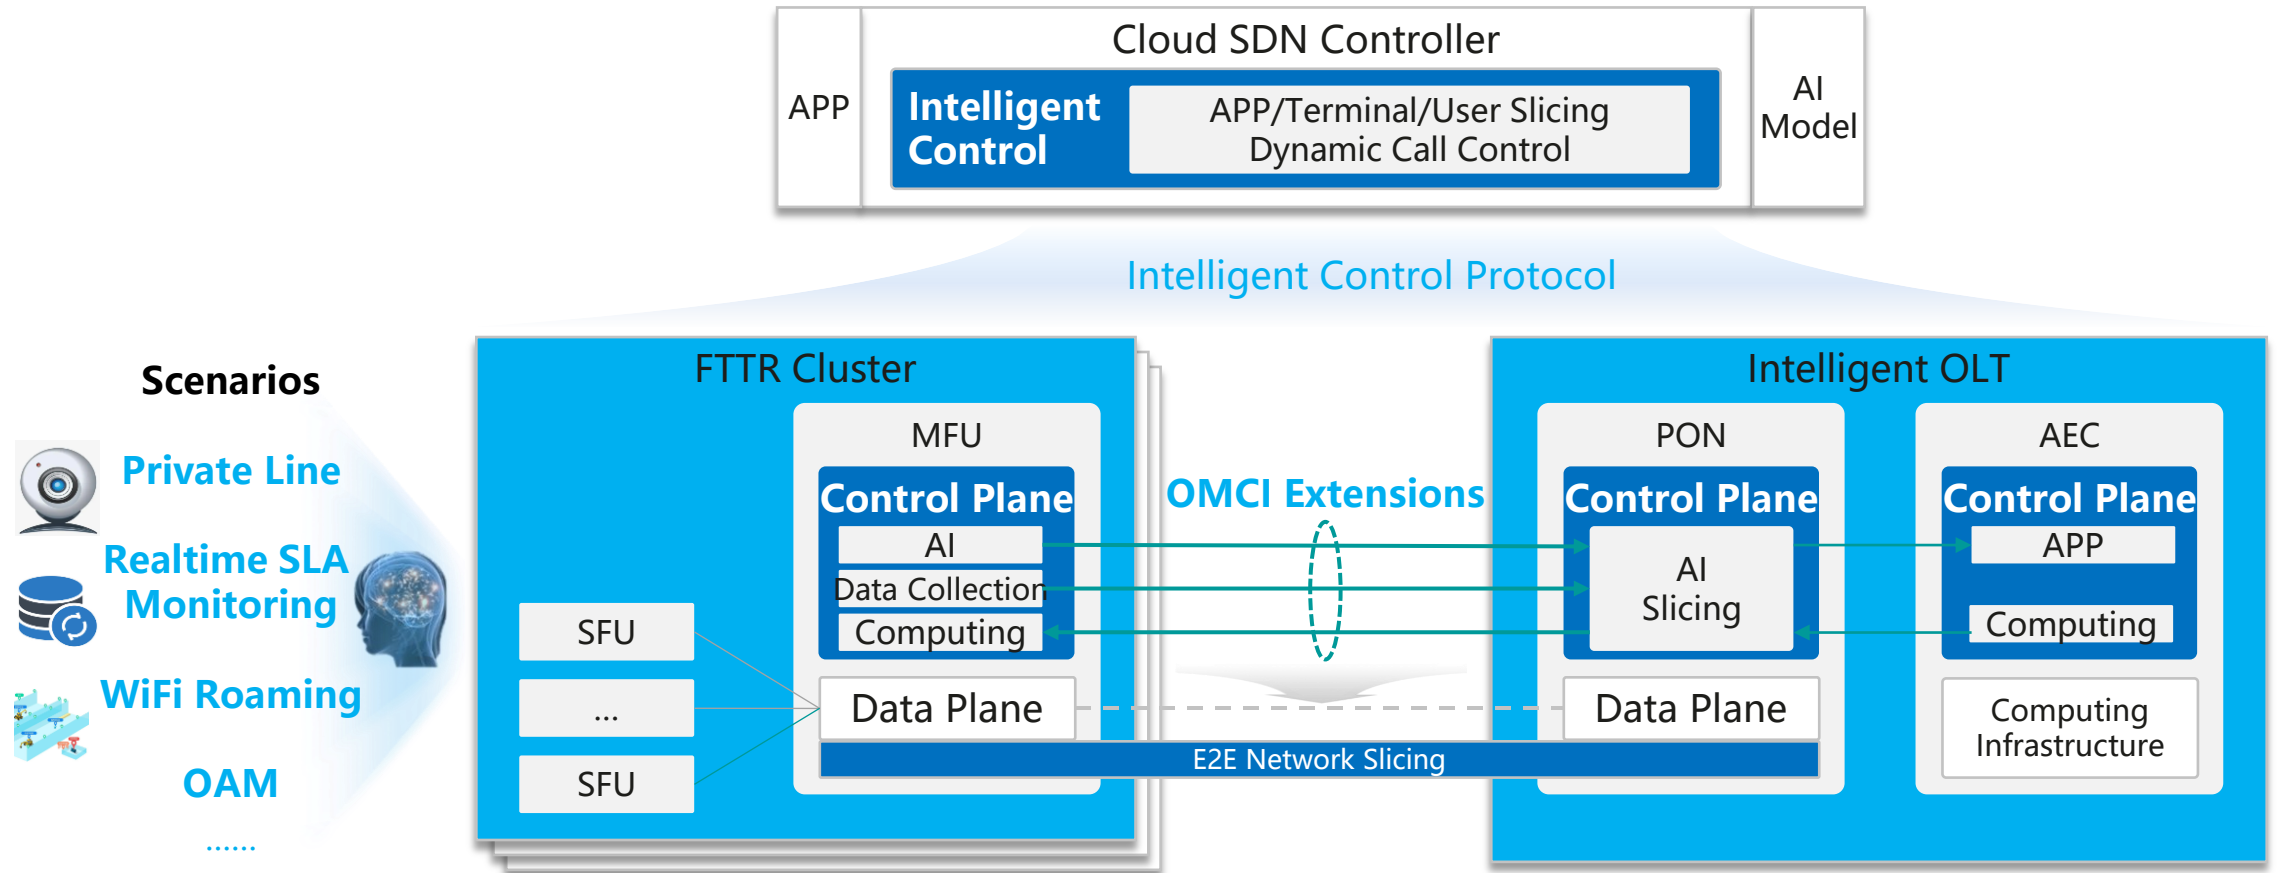 Cloud SDN Controller
APP
Intelligent
Control
APP/Terminal/User Slicing
Dynamic Call Control
AI
Model
Intelligent Control Protocol
Scenarios
Private Line
Realtime SLA
Monitoring
WiFi Roaming
OAM
......
FTTR Cluster
SFU
...
SFU
MFU
Control Plane
AI
Data Collection
Computing
Data Plane
OMCI Extensions
E2E Network Slicing
Intelligent OLT
PON
Control Plane
AI
Slicing
Data Plane
AEC
Control Plane
APP
Computing
Computing
Infrastructure